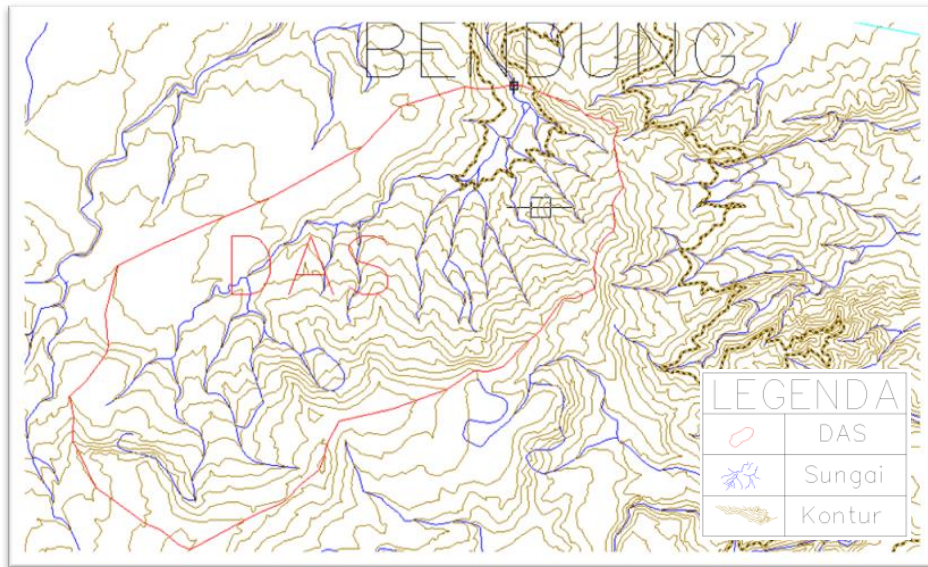 BENDUNG
DAS
LEGENDA
DAS
Sungai
Kontur